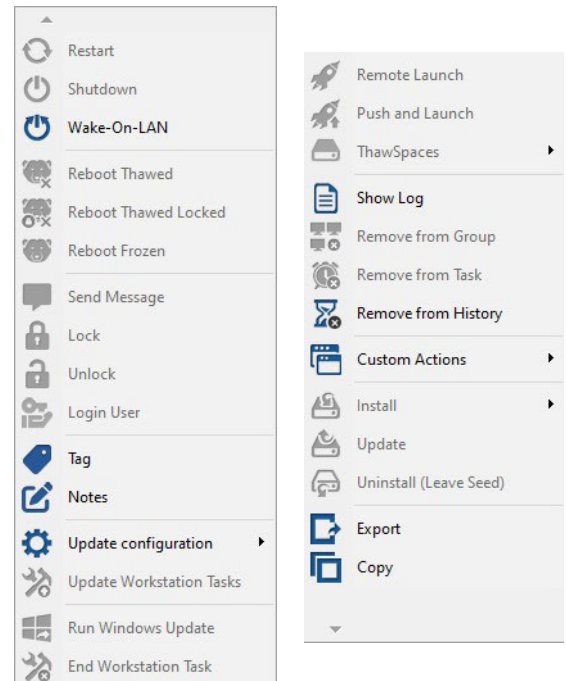 Restart
Shutdown
Wake-On-LAN
Reboot Thawed
Reboot Thawed Locked
Reboot Frozen
Send Message
Lock
Unlock
Login User
Tag
Notes
Update configuration
Update Workstation Tasks
Run Windows Update
End Workstation Task
Remote Launch
Push and Launch
ThawSpaces
Show Log
Remove from Group
Remove from Task
Remove from History
Custom Actions
Install
Update
Uninstall (Leave Seed)
Export
Copy